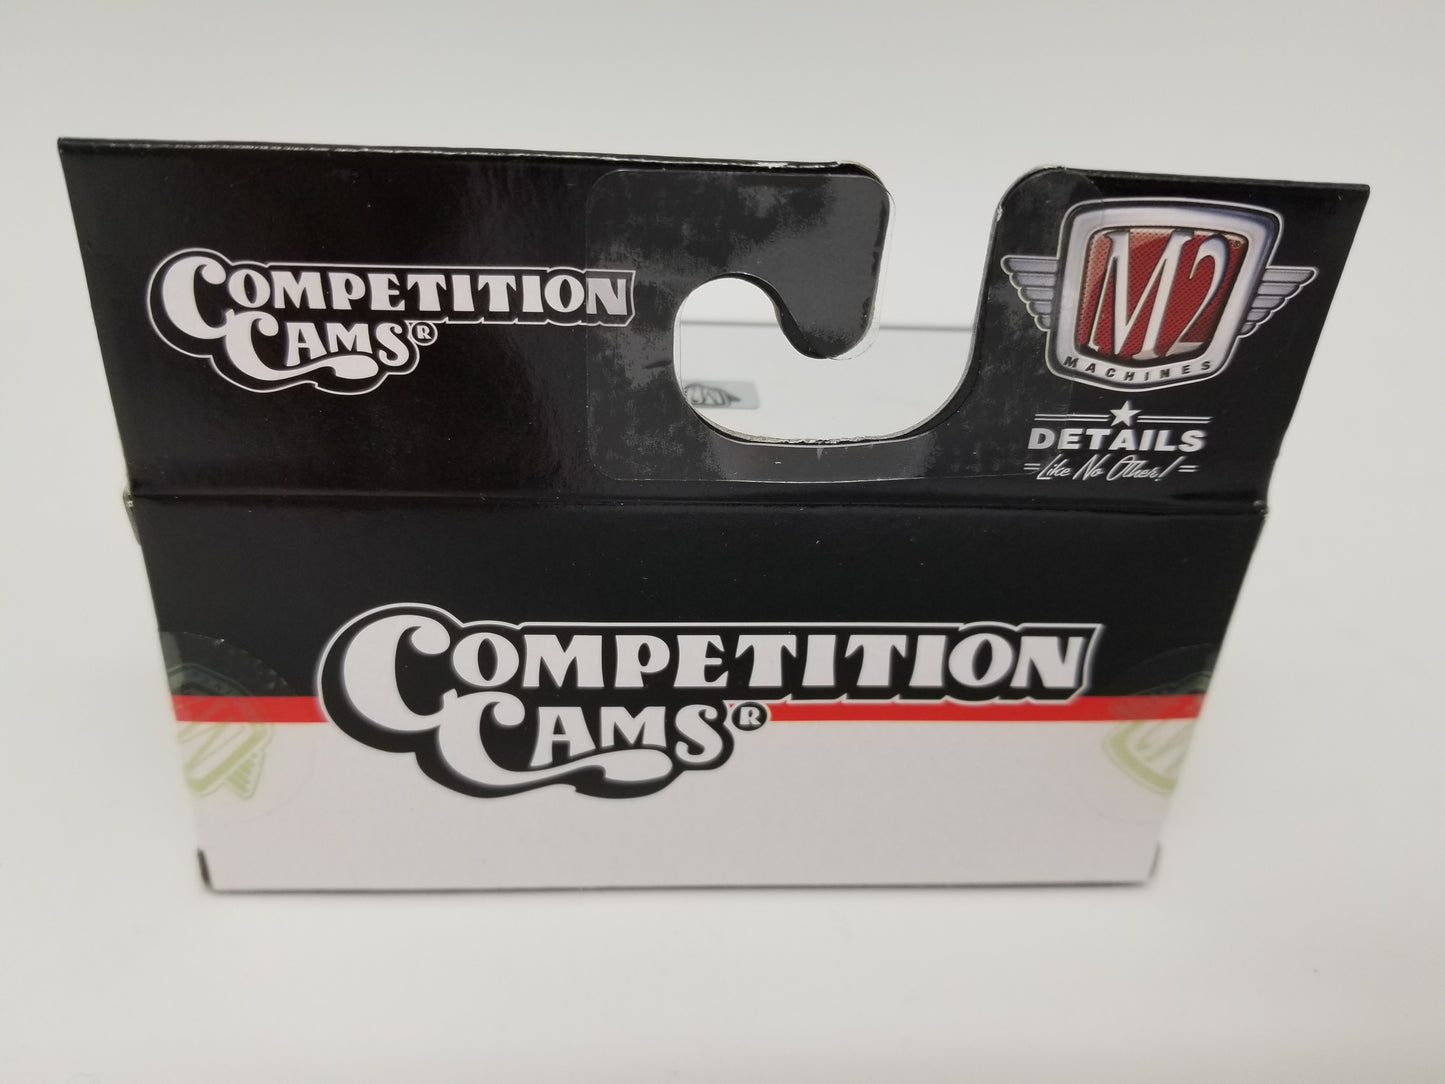 COMPETITION
CAMS®
M2®
MACHINES
DETAILS
Like No Other!
COMPETITION
CAMS®